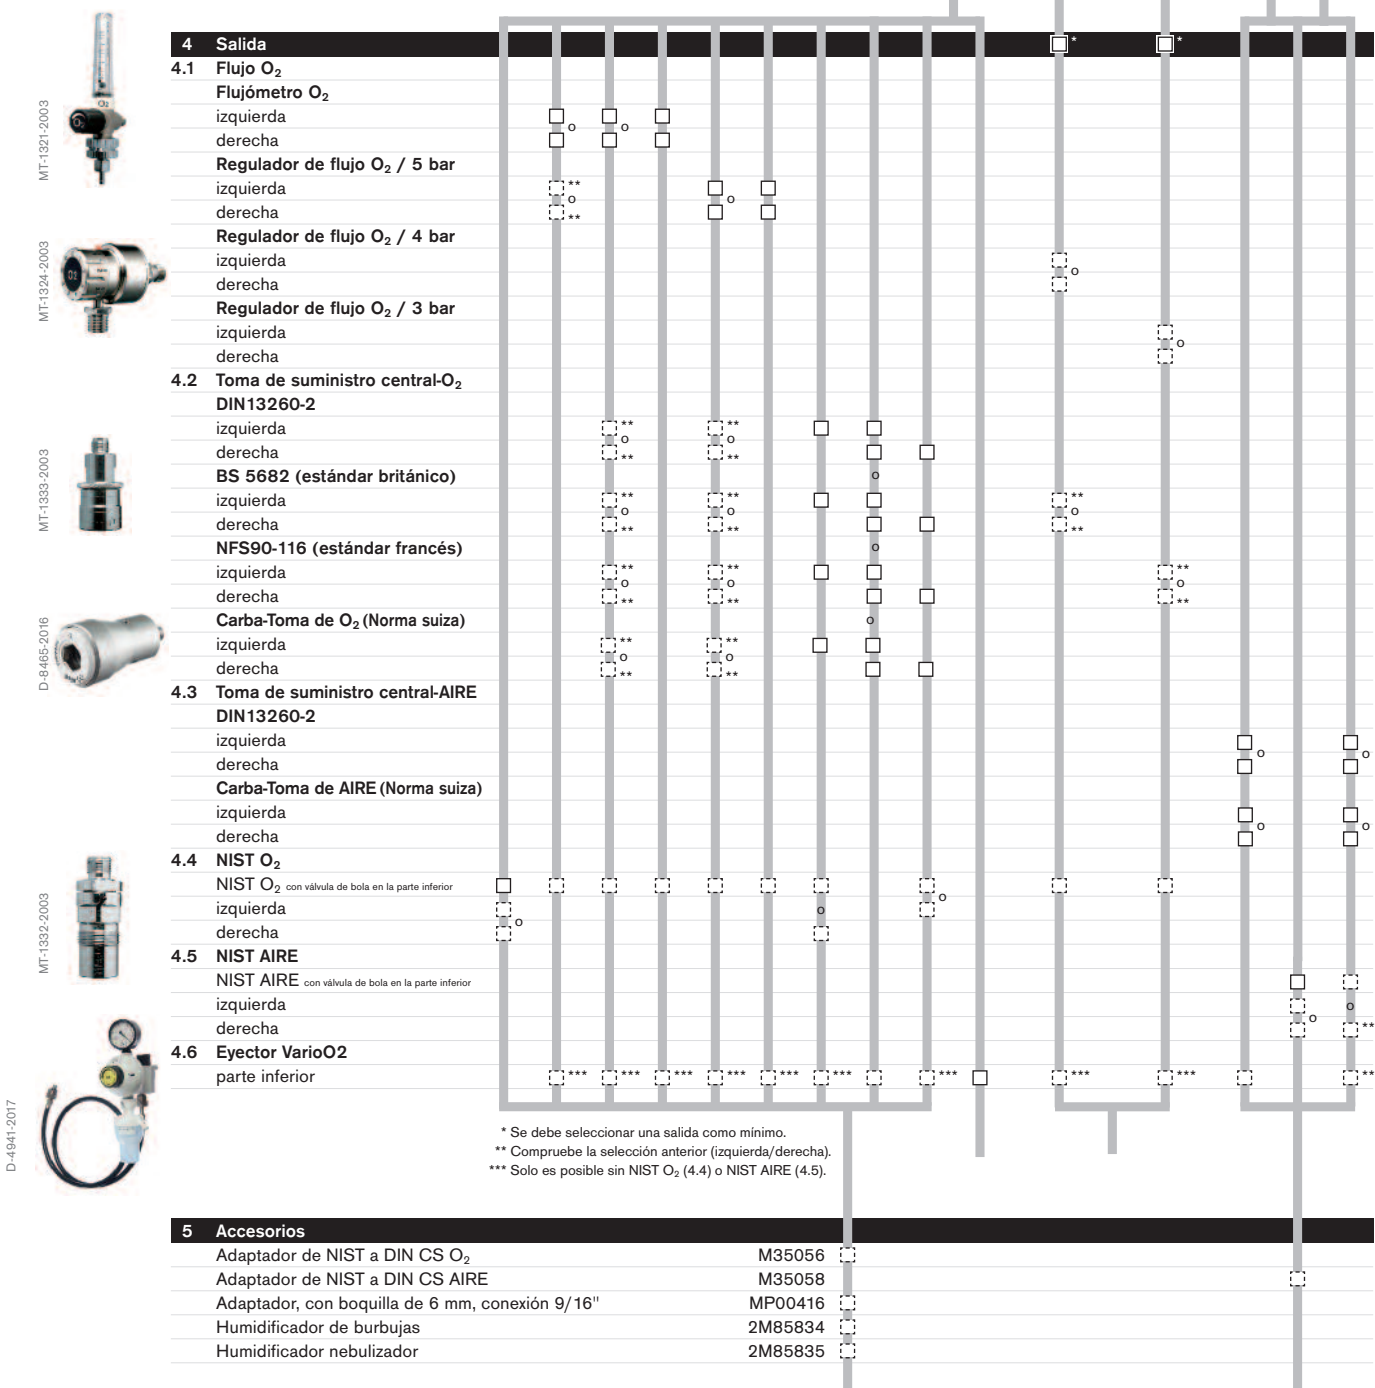 4 Salida * *
4.1 Flujo O₂
Flujómetro O₂
izquierda
o o
derecha
Regulador de flujo O₂ / 5 bar
izquierda **
o o
derecha **
Regulador de flujo O₂ / 4 bar
izquierda
o
derecha
Regulador de flujo O₂ / 3 bar
izquierda
o
derecha
4.2 Toma de suministro central-O₂
DIN13260-2
izquierda ** **
o o
derecha ** **
BS 5682 (estándar británico) o
izquierda ** ** **
o o o
derecha ** ** **
NFS90-116 (estándar francés) o
izquierda ** ** **
o o o
derecha ** ** **
Carba-Toma de O₂ (Norma suiza) o
izquierda ** **
o o
derecha ** **
4.3 Toma de suministro central-AIRE
DIN13260-2
izquierda
o o
derecha
Carba-Toma de AIRE (Norma suiza)
izquierda
o o
derecha
4.4 NIST O₂
NIST O₂ con válvula de bola en la parte inferior
o
izquierda o
o
derecha
4.5 NIST AIRE
NIST AIRE con válvula de bola en la parte inferior
izquierda o
o
derecha **
4.6 Eyector VarioO2
parte inferior *** *** *** *** *** *** *** *** *** **
* Se debe seleccionar una salida como mínimo.
** Compruebe la selección anterior (izquierda/derecha).
*** Solo es posible sin NIST O₂ (4.4) o NIST AIRE (4.5).
5 Accesorios
Adaptador de NIST a DIN CS O₂ M35056
Adaptador de NIST a DIN CS AIRE M35058
Adaptador, con boquilla de 6 mm, conexión 9/16" MP00416
Humidificador de burbujas 2M85834
Humidificador nebulizador 2M85835
MT-1321-2003
MT-1324-2003
MT-1333-2003
D-8465-2016
MT-1332-2003
D-4941-2017
O₂
O₂